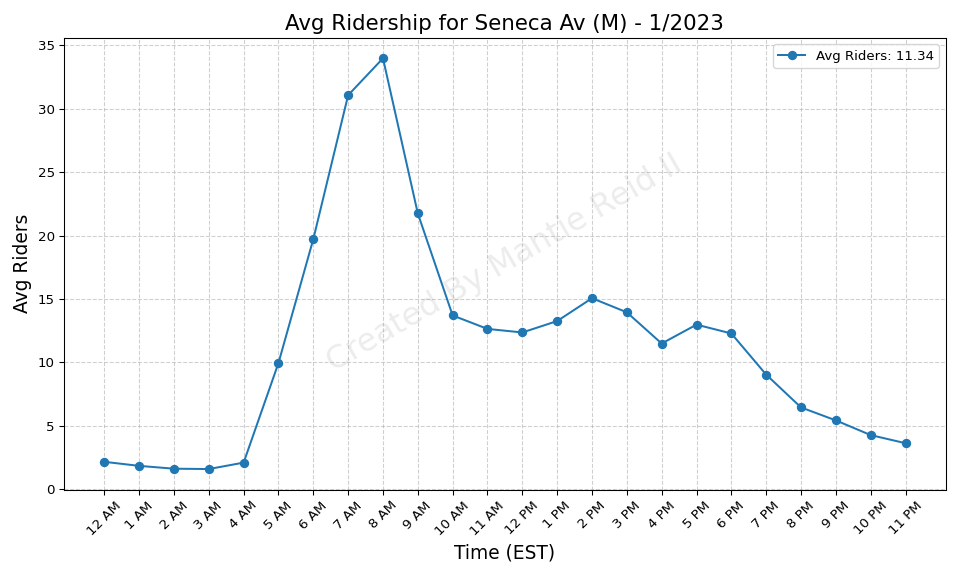 Avg Ridership for Seneca Av (M) - 1/2023
Avg Riders: 11.34
35
30
25
20
15
10
5
0
Avg Riders
Created By Mantie Reid II
12 AM
1 AM
2 AM
3 AM
4 AM
5 AM
6 AM
7 AM
8 AM
9 AM
10 AM
11 AM
12 PM
1 PM
2 PM
3 PM
4 PM
5 PM
6 PM
7 PM
8 PM
9 PM
10 PM
11 PM
Time (EST)